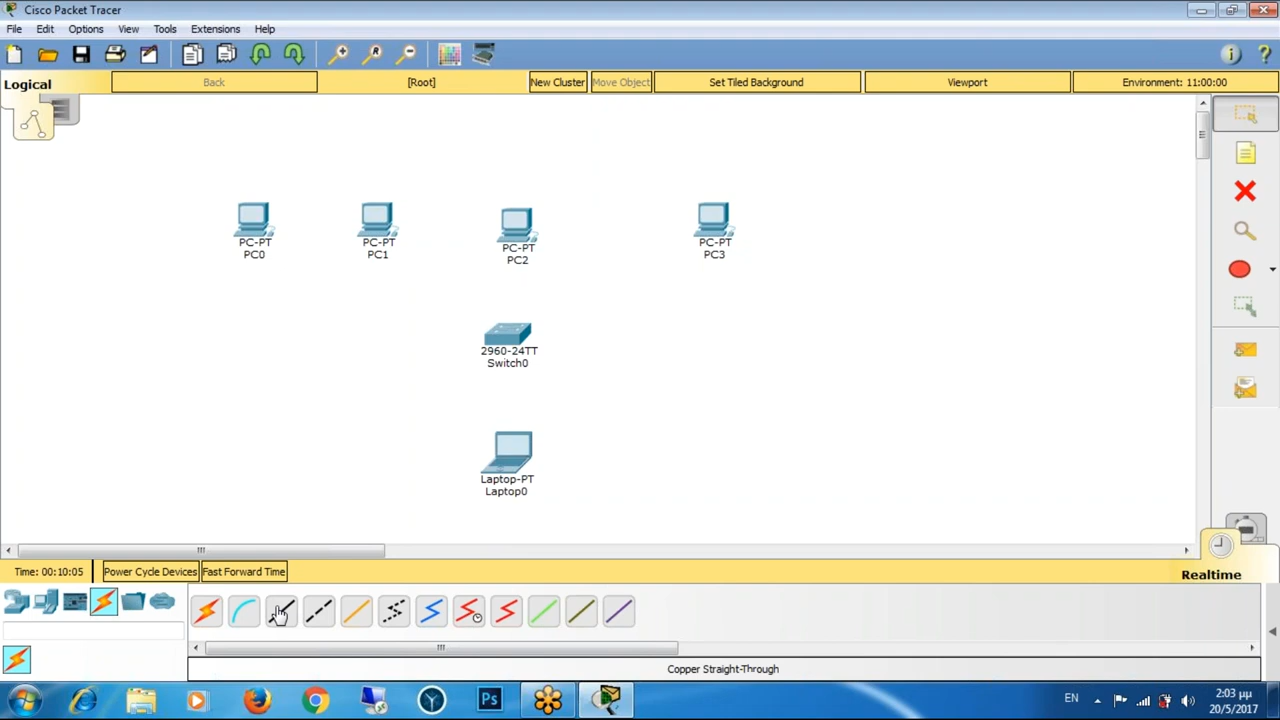 Cisco Packet Tracer
File Edit Options View Tools Extensions Help
Logical
Back
[Root]
New Cluster
Move Object
Set Tiled Background
Viewport
Environment: 11:00:00
PC-PT
PC0
PC-PT
PC1
PC-PT
PC2
PC-PT
PC3
2960-24TT
Switch0
Laptop-PT
Laptop0
Time: 00:10:05
Power Cycle Devices
Fast Forward Time
Realtime
Copper Straight-Through
Ps
EN
2:03 μμ
20/5/2017